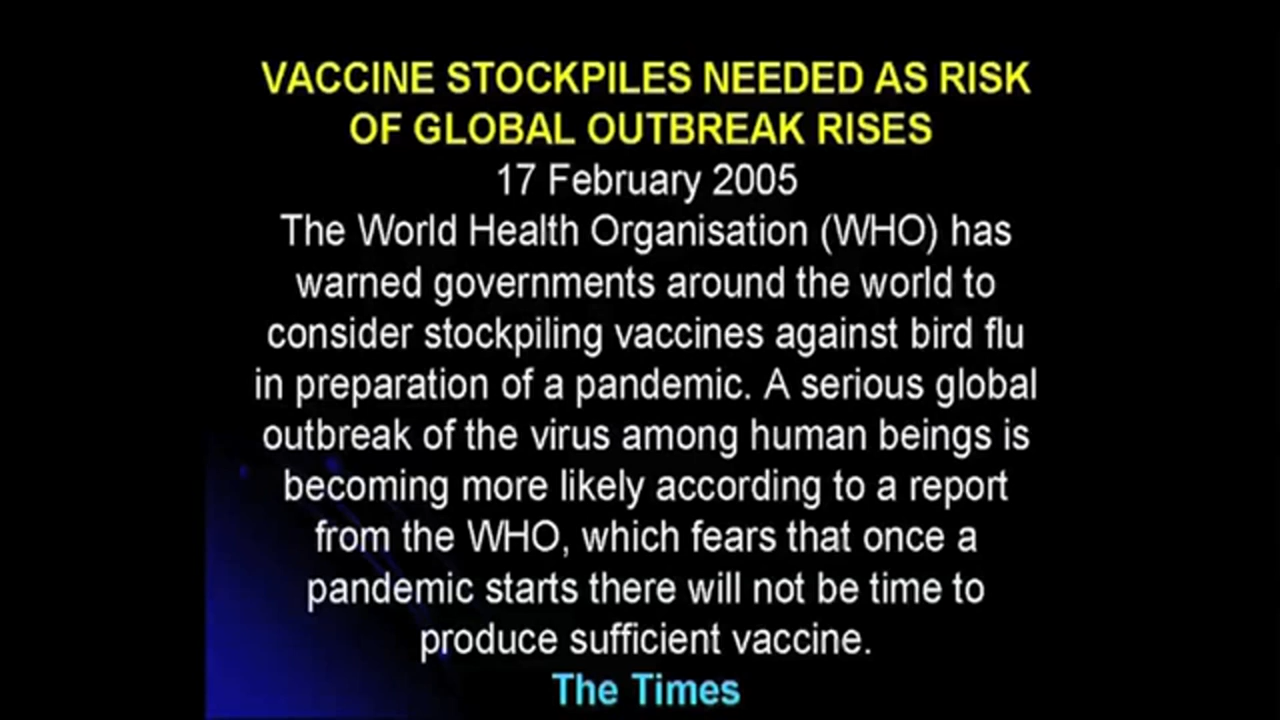 VACCINE STOCKPILES NEEDED AS RISK
OF GLOBAL OUTBREAK RISES
17 February 2005
The World Health Organisation (WHO) has
warned governments around the world to
consider stockpiling vaccines against bird flu
in preparation of a pandemic. A serious global
outbreak of the virus among human beings is
becoming more likely according to a report
from the WHO, which fears that once a
pandemic starts there will not be time to
produce sufficient vaccine.
The Times